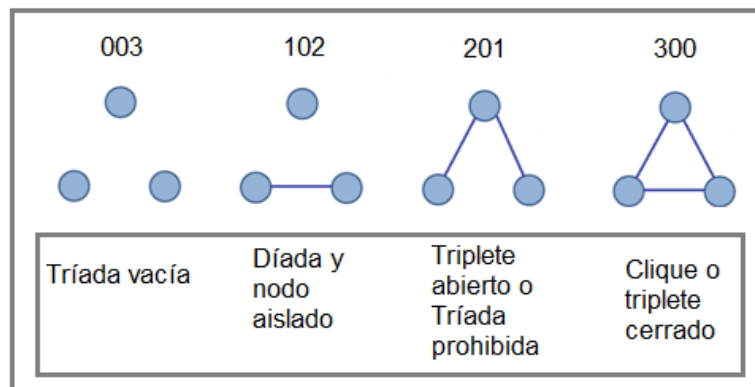 003 102 201 300
Tríada vacía
Díada y
nodo
aislado
Triplete
abierto o
Tríada
prohibida
Clique o
triplete
cerrado